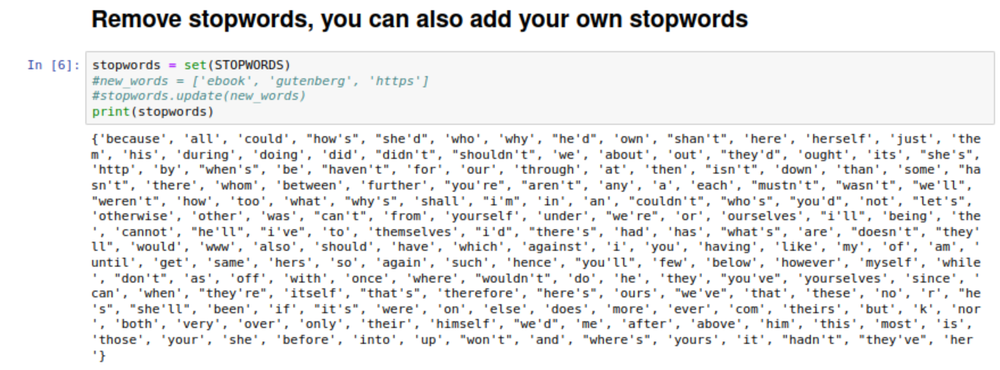 Remove stopwords, you can also add your own stopwords
In [6]: stopwords = set(STOPWORDS)
#new_words = ['ebook', 'gutenberg', 'https']
#stopwords.update(new_words)
print(stopwords)
{'because', 'all', 'could', "how's", "she'd", 'who', 'why', "he'd", 'own', "shan't", 'here', 'herself', 'just', 'the
m', 'his', 'during', 'doing', 'did', "didn't", "shouldn't", 'we', 'about', 'out', "they'd", 'ought', 'its', "she's",
'http', 'by', "when's", 'be', "haven't", 'for', 'our', 'through', 'at', 'then', "isn't", 'down', 'than', 'some', "ha
sn't", 'there', 'whom', 'between', 'further', "you're", "aren't", 'any', 'a', 'each', "mustn't", "wasn't", "we'll",
"weren't", 'how', 'too', 'what', "why's", 'shall', "i'm", 'in', 'an', "couldn't", "who's", "you'd", 'not', "let's",
'otherwise', 'other', 'was', "can't", 'from', 'yourself', 'under', "we're", 'or', 'ourselves', "i'll", 'being', 'the
', 'cannot', "he'll", "i've", 'to', 'themselves', "i'd", "there's", 'had', 'has', "what's", 'are', "doesn't", "they'
ll", 'would', 'www', 'also', 'should', 'have', 'which', 'against', 'i', 'you', 'having', 'like', 'my', 'of', 'am', '
until', 'get', 'same', 'hers', 'so', 'again', 'such', 'hence', "you'll", 'few', 'below', 'however', 'myself', 'while
', "don't", 'as', 'off', 'with', 'once', 'where', "wouldn't", 'do', 'he', 'they', "you've", 'yourselves', 'since', '
can', 'when', "they're", 'itself', "that's", 'therefore', "here's", 'ours', "we've", 'that', 'these', 'no', 'r', "he
's", "she'll", 'been', 'if', "it's", 'were', 'on', 'else', 'does', 'more', 'ever', 'com', 'theirs', 'but', 'k', 'nor
', 'both', 'very', 'over', 'only', 'their', 'himself', "we'd", 'me', 'after', 'above', 'him', 'this', 'most', 'is',
'those', 'your', 'she', 'before', 'into', 'up', "won't", 'and', "where's", 'yours', 'it', "hadn't", "they've", 'her
'}